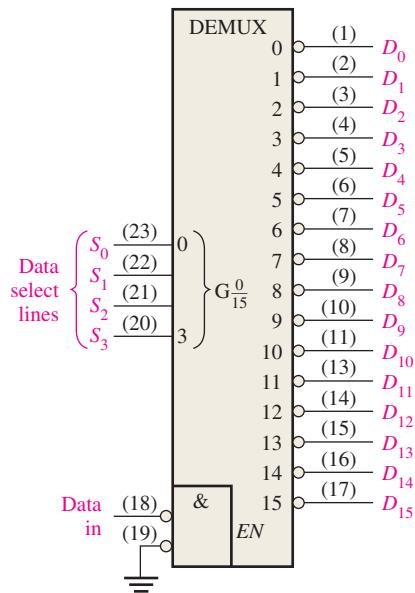 DEMUX
0 (1) D0
1 (2) D1
2 (3) D2
3 (4) D3
4 (5) D4
5 (6) D5
6 (7) D6
7 (8) D7
8 (9) D8
9 (10) D9
10 (11) D10
11 (13) D11
12 (14) D12
13 (15) D13
14 (16) D14
15 (17) D15
Data
select
lines
S0 (23) 0
S1 (22)
S2 (21)
S3 (20) 3
G 0/15
Data
in
(18)
(19)
&
EN